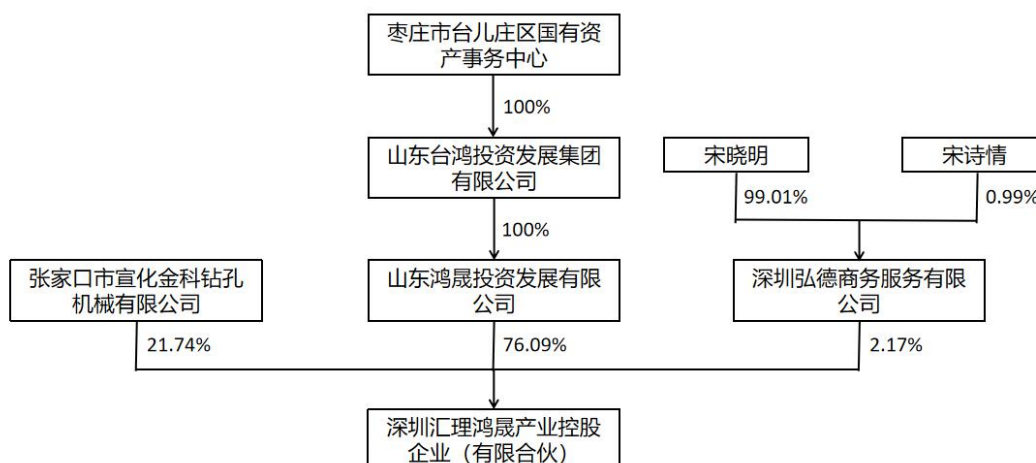 枣庄市台儿庄区国有资
产事务中心
100%
山东台鸿投资发展集团
有限公司
宋晓明
宋诗情
99.01%
0.99%
100%
张家口市宣化金科钻孔
机械有限公司
山东鸿晟投资发展有限
公司
深圳弘德商务服务有限
公司
21.74%
76.09%
2.17%
深圳汇理鸿晟产业控股
企业（有限合伙）